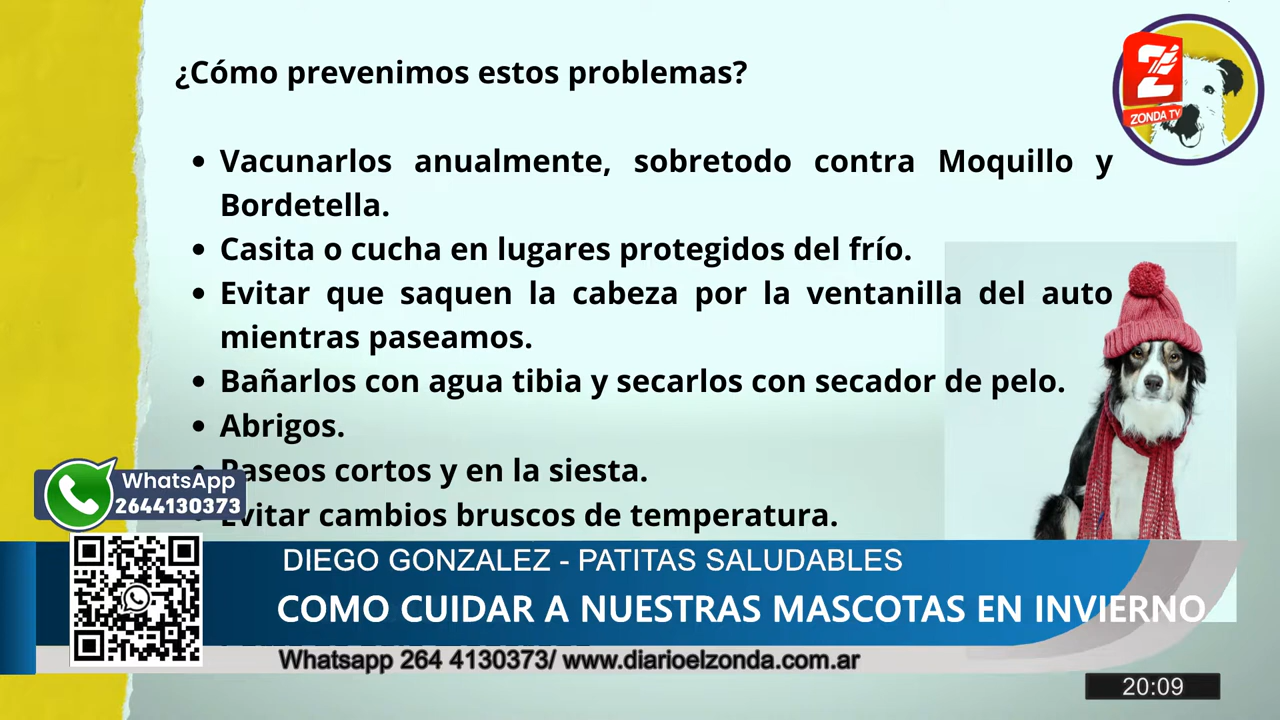 ¿Cómo prevenimos estos problemas?
ZONDA TV
Vacunarlos anualmente, sobretodo contra Moquillo y
Bordetella.
Casita o cucha en lugares protegidos del frío.
Evitar que saquen la cabeza por la ventanilla del auto
mientras paseamos.
Bañarlos con agua tibia y secarlos con secador de pelo.
Abrigos.
Paseos cortos y en la siesta.
WhatsApp
2644130373
Evitar cambios bruscos de temperatura.
DIEGO GONZALEZ - PATITAS SALUDABLES
COMO CUIDAR A NUESTRAS MASCOTAS EN INVIERNO
Whatsapp 264 4130373/ www.diarioelzonda.com.ar
20:09